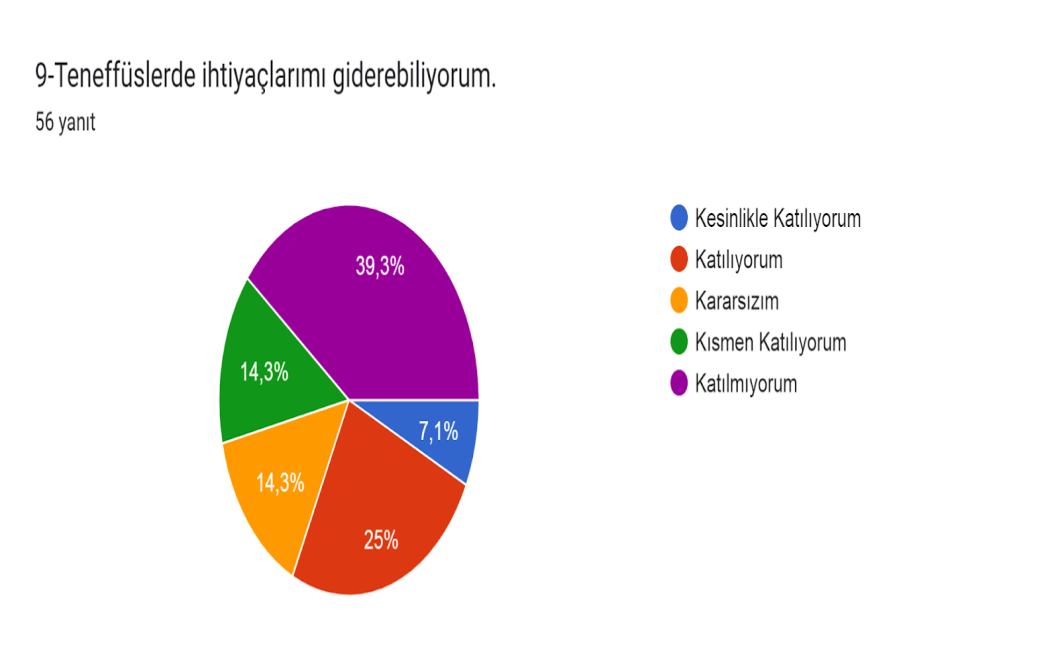 9-Teneffüslerde ihtiyaçlarımı giderebiliyorum.
56 yanıt
39,3%
14,3%
7,1%
14,3%
25%
Kesinlikle Katılıyorum
Katılıyorum
Kararsızım
Kısmen Katılıyorum
Katılmıyorum